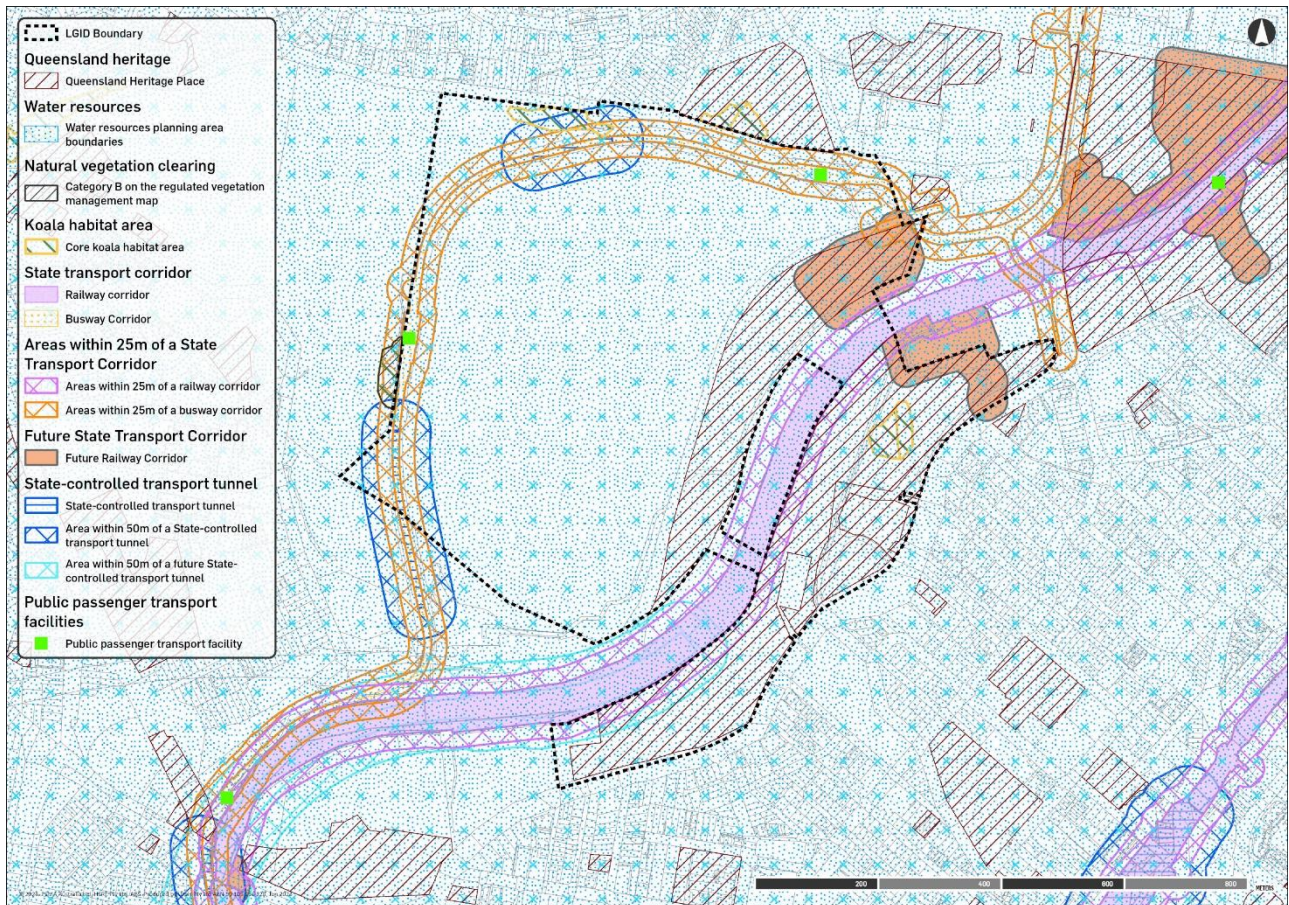 LGID Boundary
Queensland heritage
Queensland Heritage Place
Water resources
Water resources planning area
boundaries
Natural vegetation clearing
Category B on the regulated vegetation
management map
Koala habitat area
Core koala habitat area
State transport corridor
Railway corridor
Busway Corridor
Areas within 25m of a State
Transport Corridor
Areas within 25m of a railway corridor
Areas within 25m of a busway corridor
Future State Transport Corridor
Future Railway Corridor
State-controlled transport tunnel
State-controlled transport tunnel
Area within 50m of a State-controlled
transport tunnel
Area within 50m of a future State-
controlled transport tunnel
Public passenger transport
facilities
Public passenger transport facility
200 400 600 800
METERS